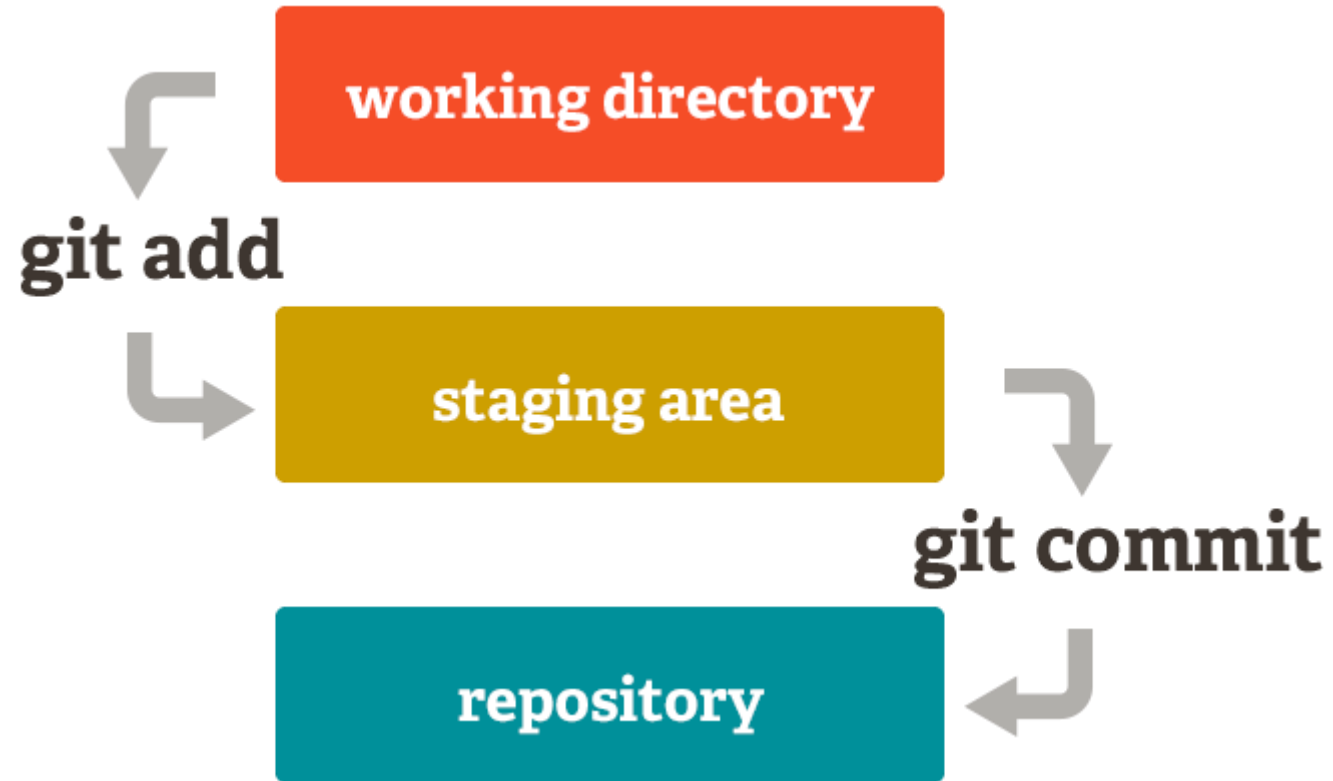 working directory
git add
staging area
git commit
repository